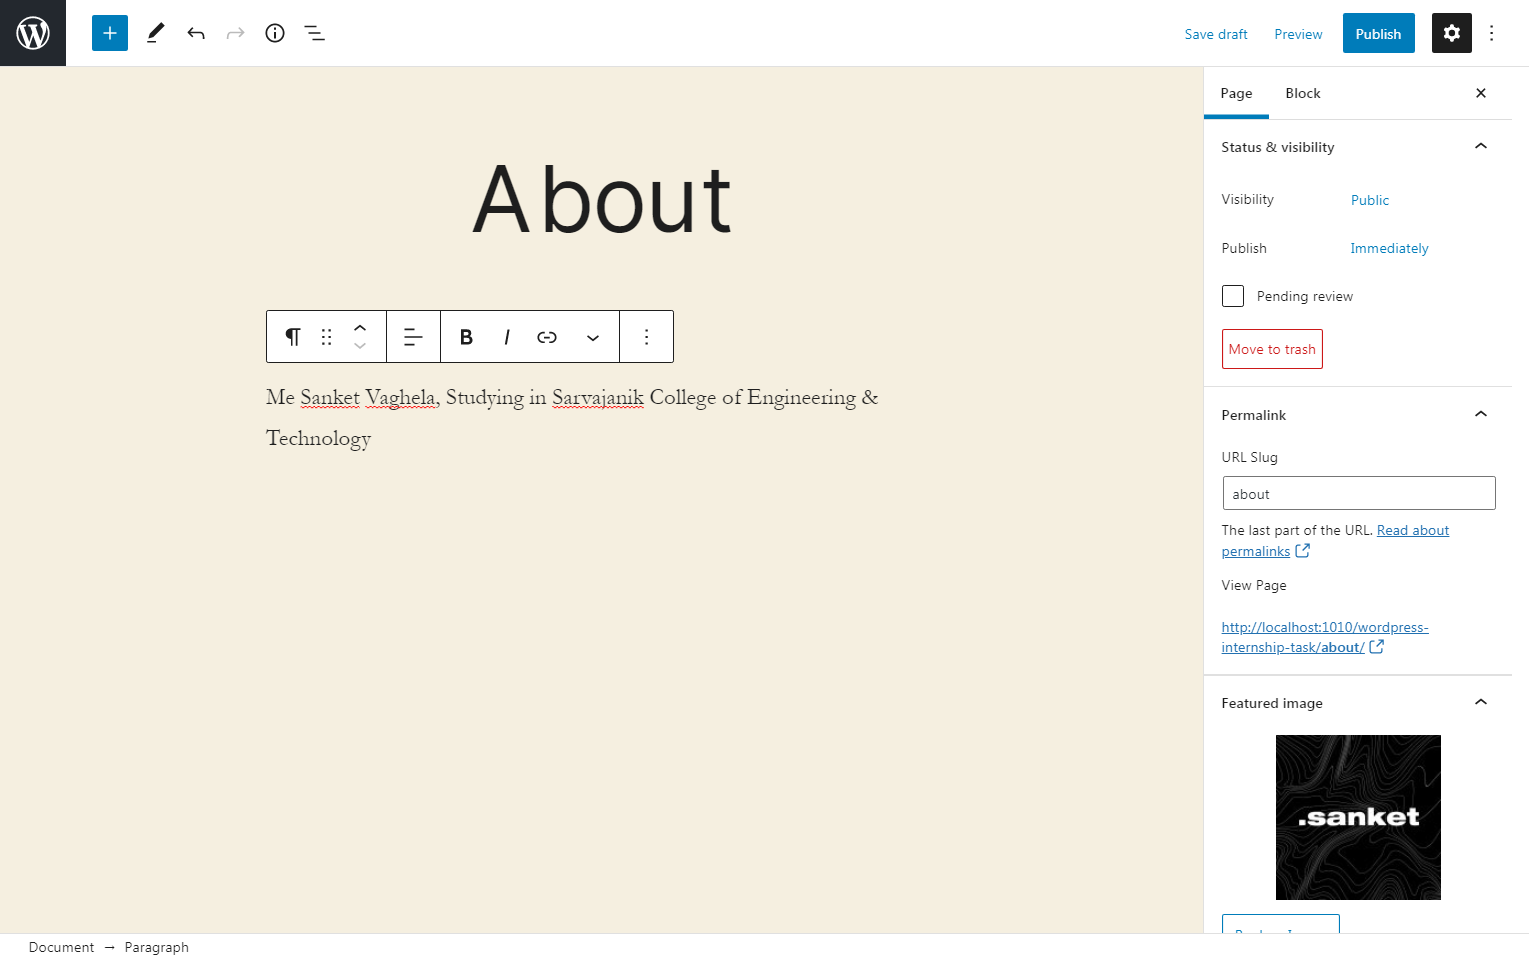 Save draft Preview Publish
Page Block
About
Status & visibility
Visibility Public
Publish Immediately
Pending review
Move to trash
B I
Me Sanket Vaghela, Studying in Sarvajanik College of Engineering &
Technology
Permalink
URL Slug
about
The last part of the URL. Read about
permalinks
View Page
http://localhost:1010/wordpress-
internship-task/about/
Featured image
.sanket
Document → Paragraph